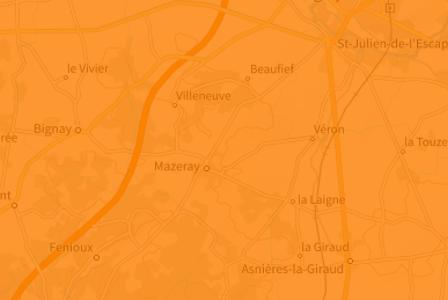 St-Julien-de-l'Escap
le Vivier
Beaufief
Villeneuve
Bignay
Véron
rée
la Touze
Mazeray
nt
la Laigne
Fenioux
la Giraud
Asnières-la-Giraud